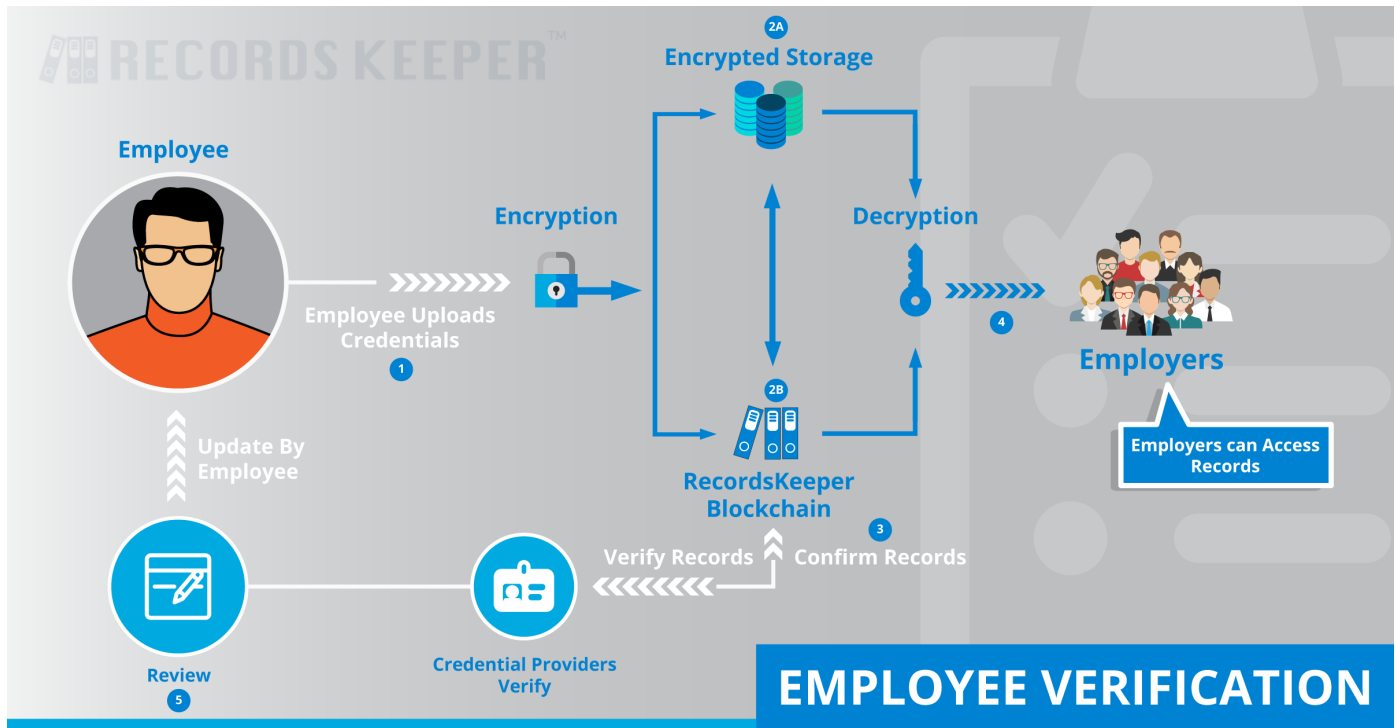 RECORDS KEEPER™
2A
Encrypted Storage
Employee
Encryption
Decryption
Employee Uploads
Credentials
1
4
Employers
Employers can Access
Records
2B
RecordsKeeper
Blockchain
3
Verify Records
Confirm Records
Update By
Employee
Credential Providers
Verify
Review
5
EMPLOYEE VERIFICATION